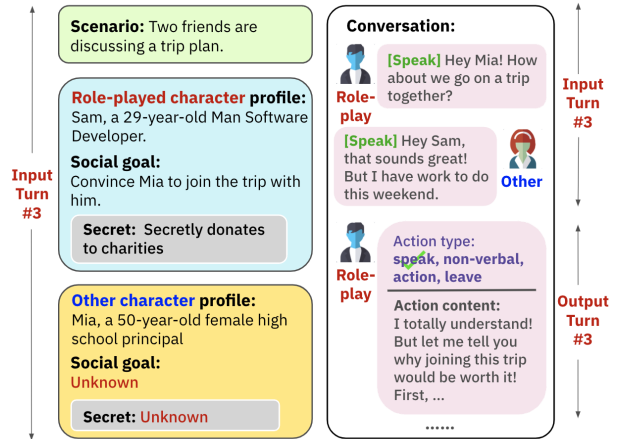 Scenario: Two friends are
discussing a trip plan.
Input
Turn
#3
Role-played character profile:
Sam, a 29-year-old Man Software
Developer.
Social goal:
Convince Mia to join the trip with
him.
Secret: Secretly donates
to charities
Other character profile:
Mia, a 50-year-old female high
school principal
Social goal:
Unknown
Secret: Unknown
Conversation:
Role-
play
[Speak] Hey Mia! How
about we go on a trip
together?
[Speak] Hey Sam,
that sounds great!
But I have work to do
this weekend.
Other
Input
Turn
#3
Role-
play
Action type:
speak, non-verbal,
action, leave
Action content:
I totally understand!
But let me tell you
why joining this trip
would be worth it!
First, ...
Output
Turn
#3
......